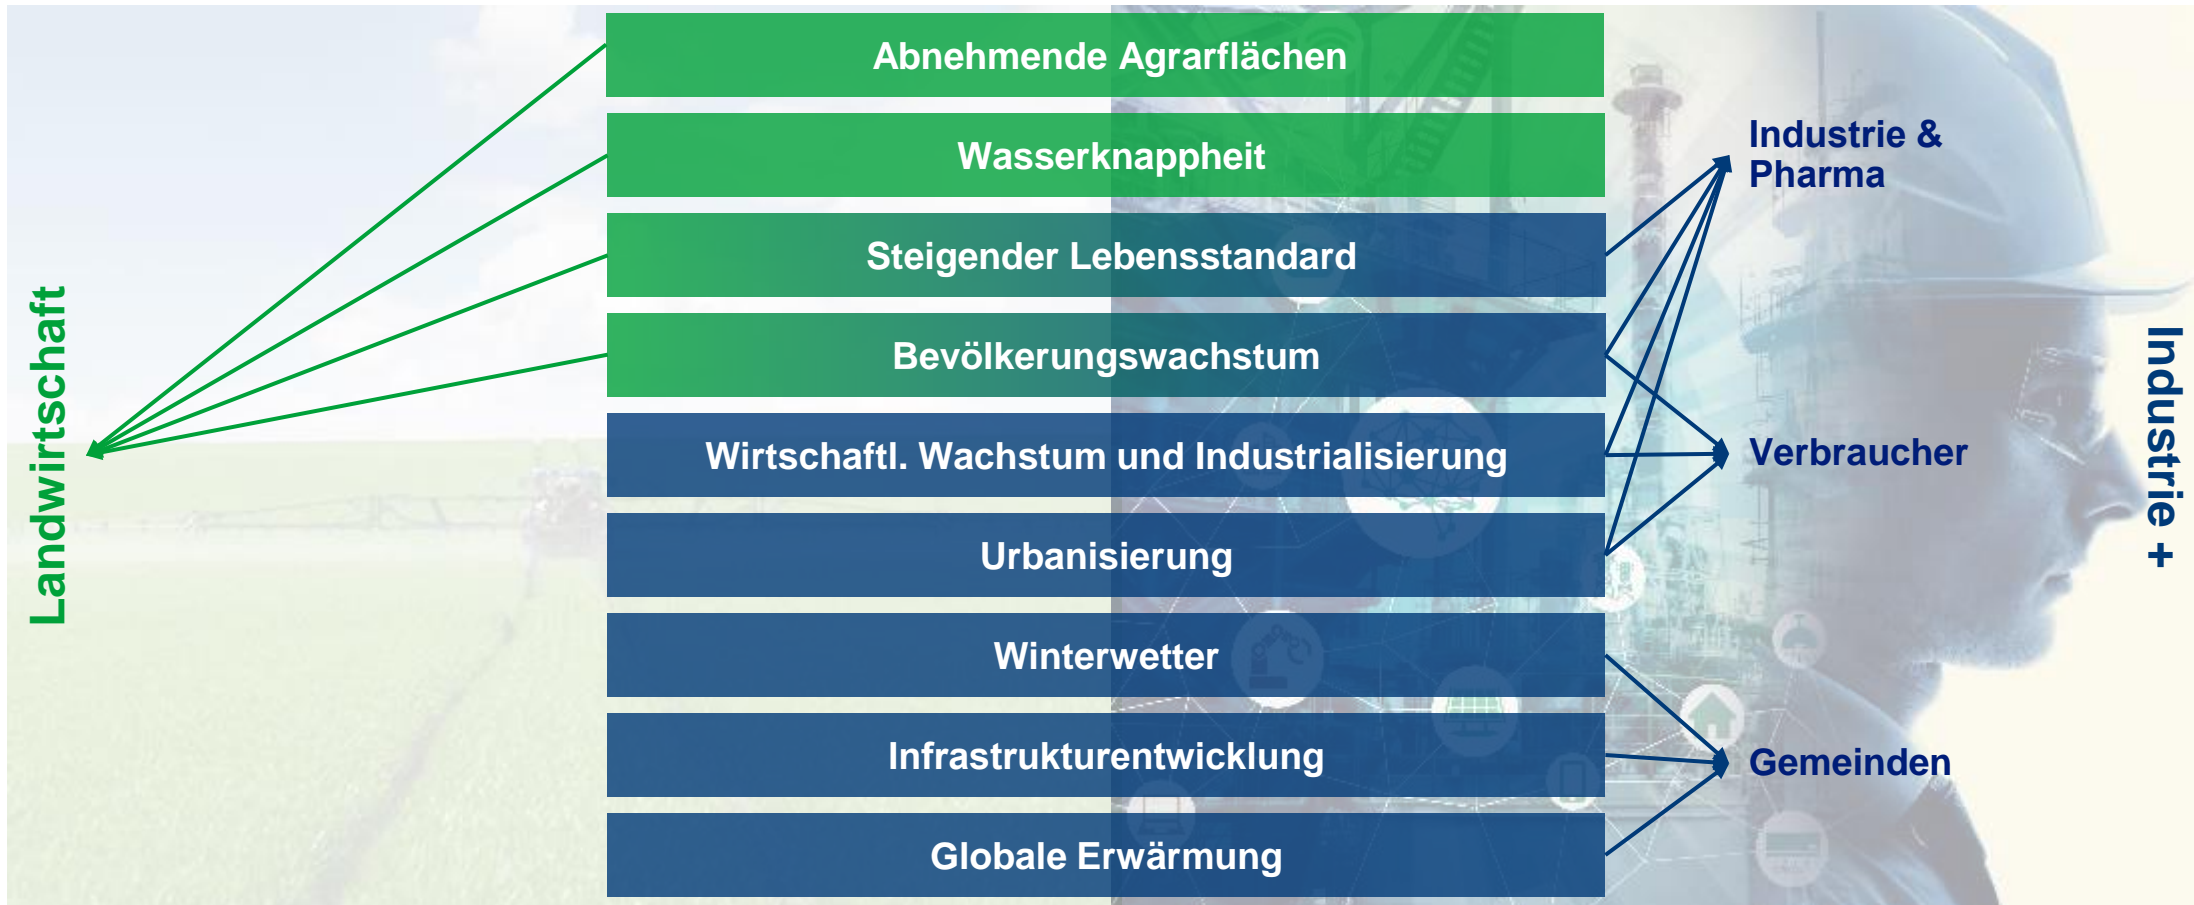 Landwirtschaft
Abnehmende Agrarflächen
Wasserknappheit
Steigender Lebensstandard
Bevölkerungswachstum
Wirtschaftl. Wachstum und Industrialisierung
Urbanisierung
Winterwetter
Infrastrukturentwicklung
Globale Erwärmung
Industrie &
Pharma
Verbraucher
Gemeinden
Industrie +